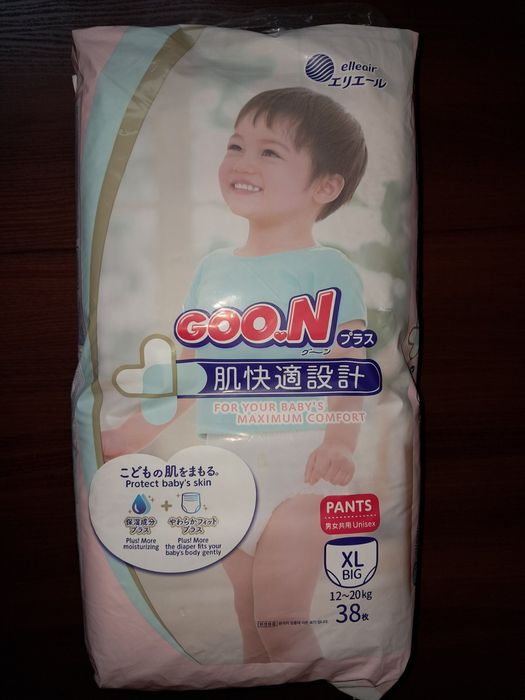 elleair
エリエール
GOO.N
プラス
グ〜ン
肌快適設計
FOR YOUR BABY'S
MAXIMUM COMFORT
こどもの肌をまもる。
Protect baby's skin
保湿成分
プラス
+
やわらかフィット
プラス
Plus! More
moisturizing
Plus! More
the diaper fits your
baby's body gently
PANTS
男女共用 Unisex
XL
BIG
12〜20kg
38枚